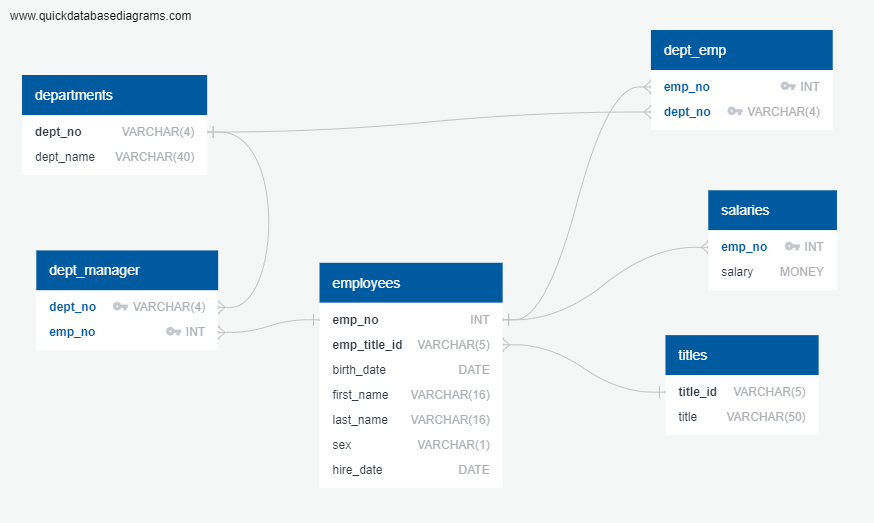 www.quickdatabasediagrams.com
departments
dept_no VARCHAR(4)
dept_name VARCHAR(40)
dept_manager
dept_no VARCHAR(4)
emp_no INT
employees
emp_no INT
emp_title_id VARCHAR(5)
birth_date DATE
first_name VARCHAR(16)
last_name VARCHAR(16)
sex VARCHAR(1)
hire_date DATE
dept_emp
emp_no INT
dept_no VARCHAR(4)
salaries
emp_no INT
salary MONEY
titles
title_id VARCHAR(5)
title VARCHAR(50)